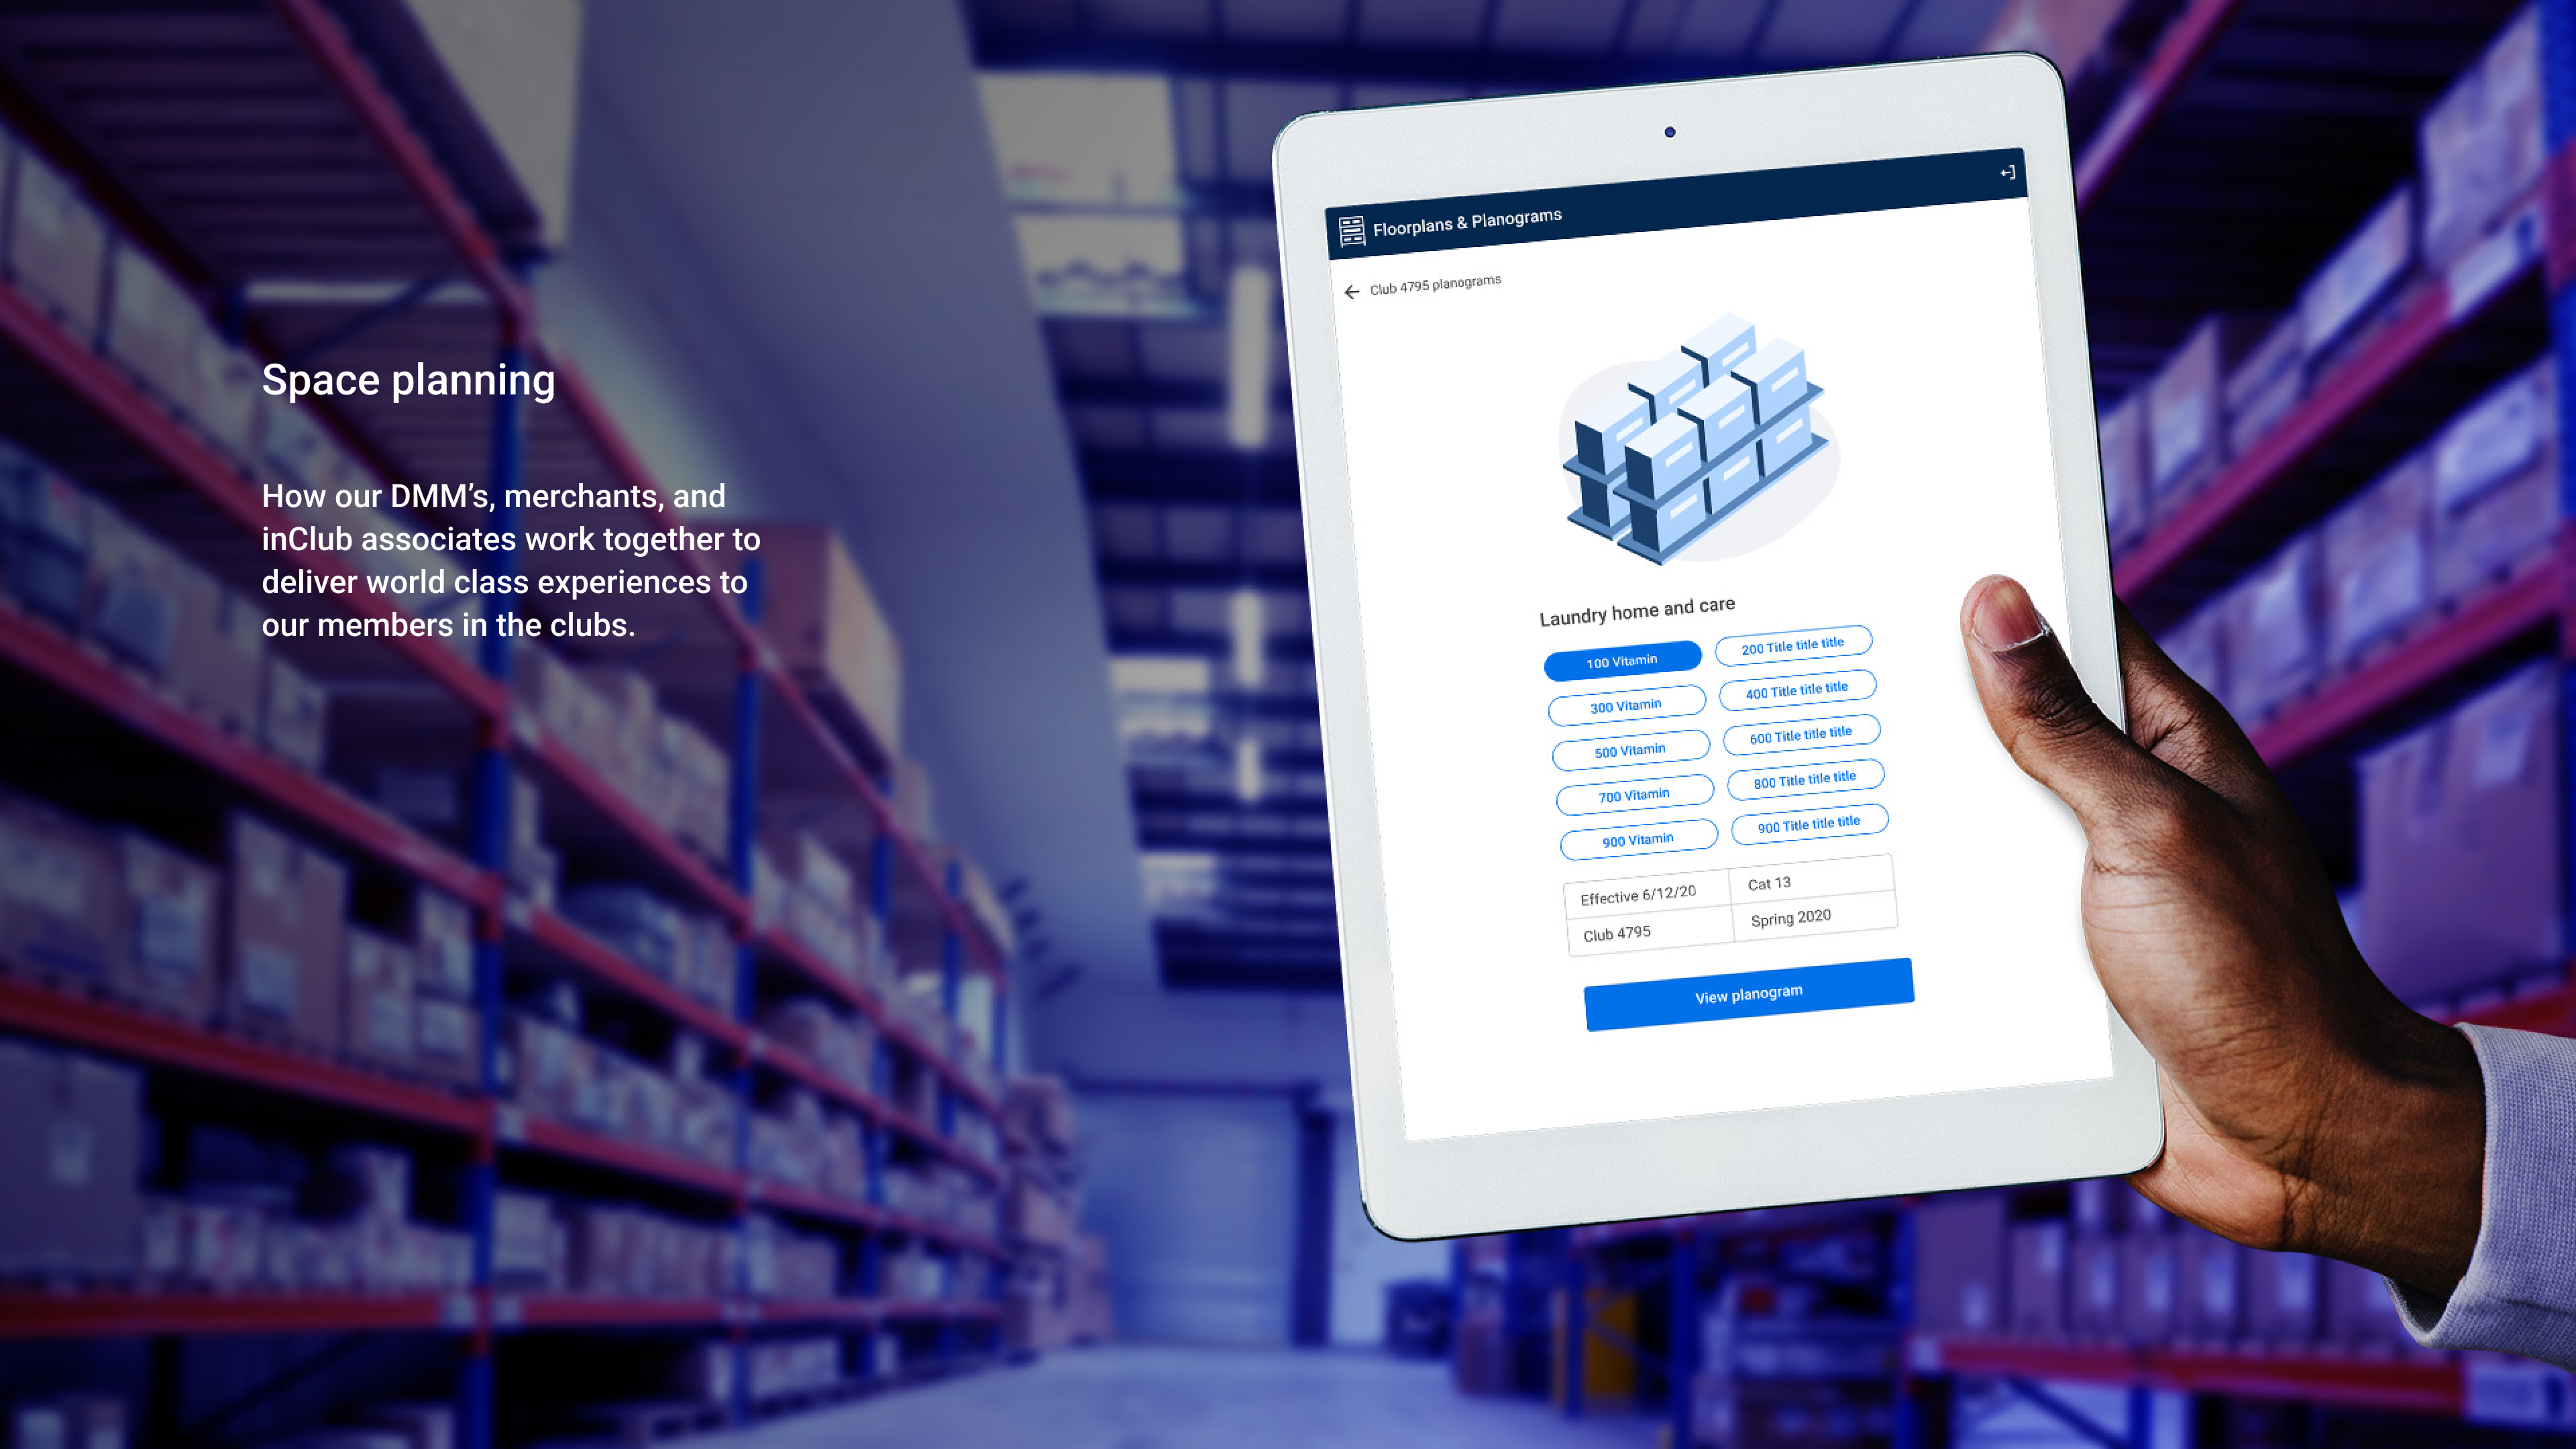 Space planning
How our DMM’s, merchants, and
inClub associates work together to
deliver world class experiences to
our members in the clubs.
Floorplans & Planograms
Club 4795 planograms
Laundry home and care
100 Vitamin
200 Title title title
300 Vitamin
400 Title title title
500 Vitamin
600 Title title title
700 Vitamin
800 Title title title
900 Vitamin
900 Title title title
Effective 6/12/20
Cat 13
Club 4795
Spring 2020
View planogram